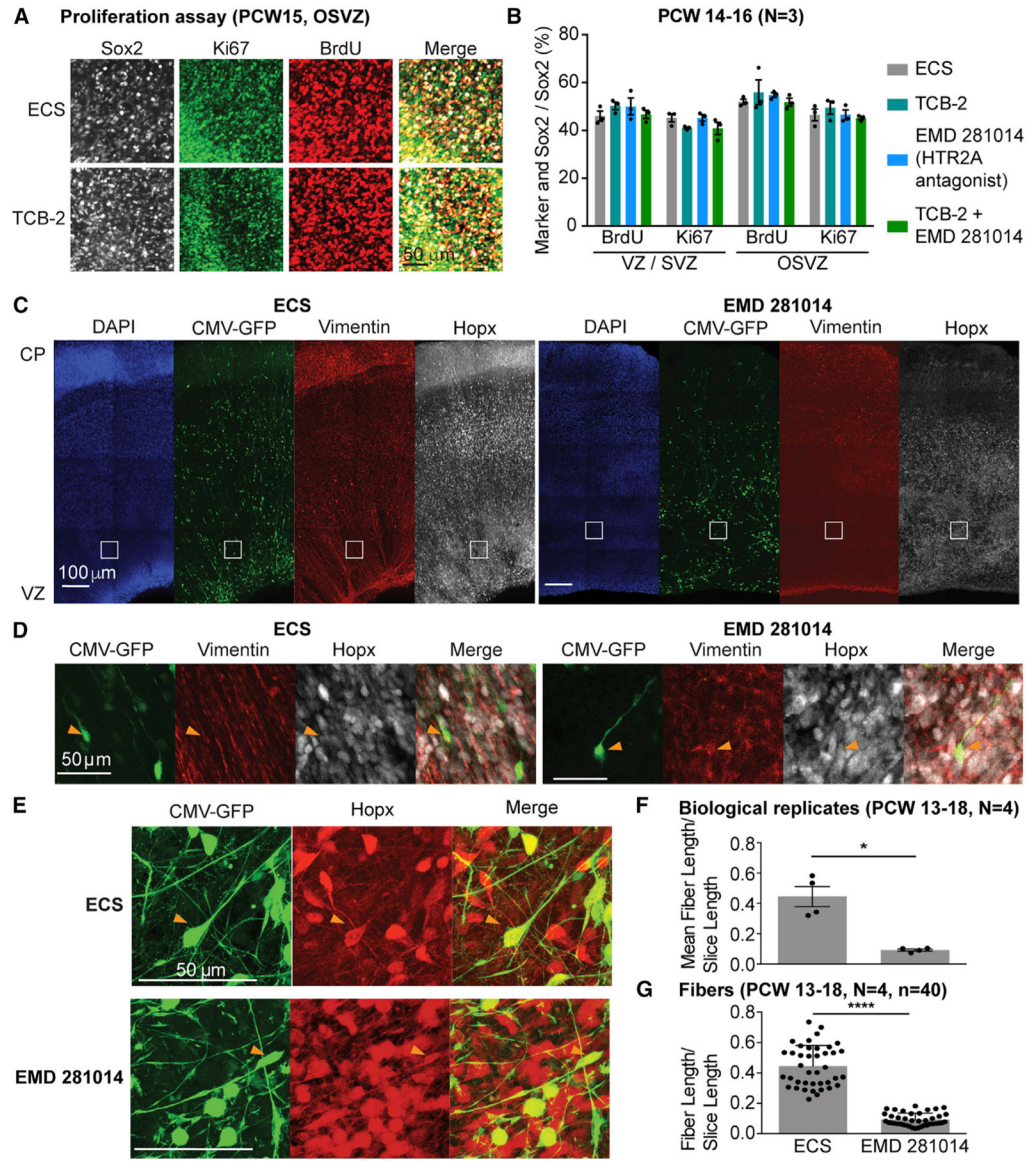 A Proliferation assay (PCW15, OSVZ)
Sox2 Ki67 BrdU Merge
ECS
TCB-2
50 µm
B PCW 14-16 (N=3)
Marker and Sox2 / Sox2 (%)
80
60
40
20
0
BrdU Ki67 BrdU Ki67
VZ / SVZ OSVZ
ECS
TCB-2
EMD 281014
(HTR2A
antagonist)
TCB-2 +
EMD 281014
C ECS EMD 281014
DAPI CMV-GFP Vimentin Hopx DAPI CMV-GFP Vimentin Hopx
CP
100 µm
VZ
D ECS EMD 281014
CMV-GFP Vimentin Hopx Merge CMV-GFP Vimentin Hopx Merge
50 µm
E CMV-GFP Hopx Merge
ECS
50 µm
EMD 281014
F Biological replicates (PCW 13-18, N=4)
Mean Fiber Length/
Slice Length
0.8
0.6
0.4
0.2
0.0
*
G Fibers (PCW 13-18, N=4, n=40)
Fiber Length/
Slice Length
0.8
0.6
0.4
0.2
0.0
****
ECS EMD 281014